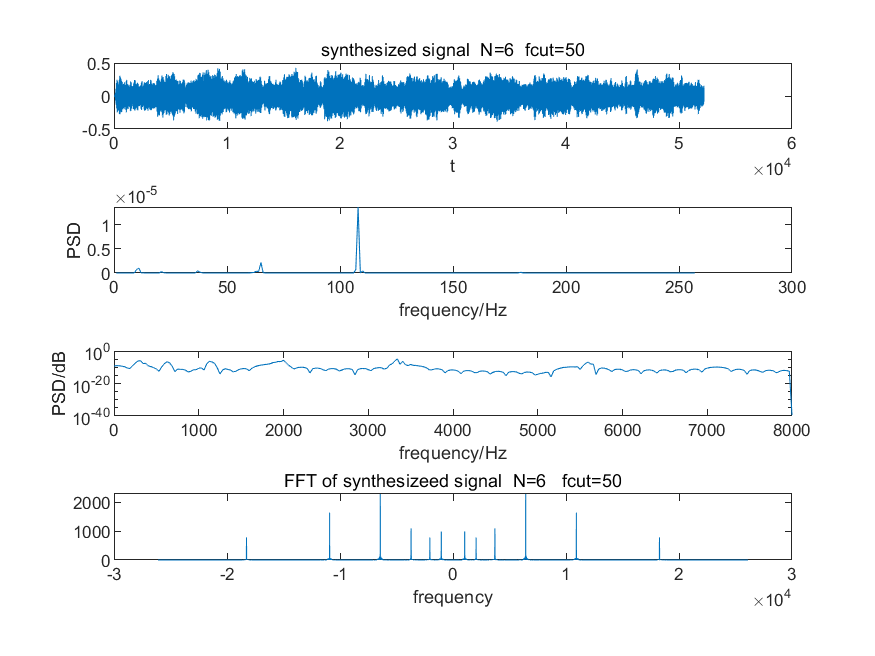 synthesized signal  N=6  fcut=50
0.5
0
-0.5
0 1 2 3 4 5 6
t
×10^4
×10^-5
PSD
1
0.5
0
0 50 100 150 200 250 300
frequency/Hz
PSD/dB
10^0
10^-20
10^-40
0 1000 2000 3000 4000 5000 6000 7000 8000
frequency/Hz
FFT of synthesizeed signal  N=6   fcut=50
2000
1000
0
-3 -2 -1 0 1 2 3
frequency
×10^4